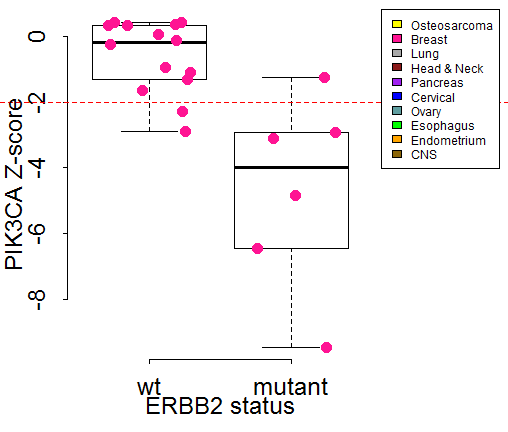 PIK3CA Z-score
0
-2
-4
-6
-8
wt
mutant
ERBB2 status
Osteosarcoma
Breast
Lung
Head & Neck
Pancreas
Cervical
Ovary
Esophagus
Endometrium
CNS